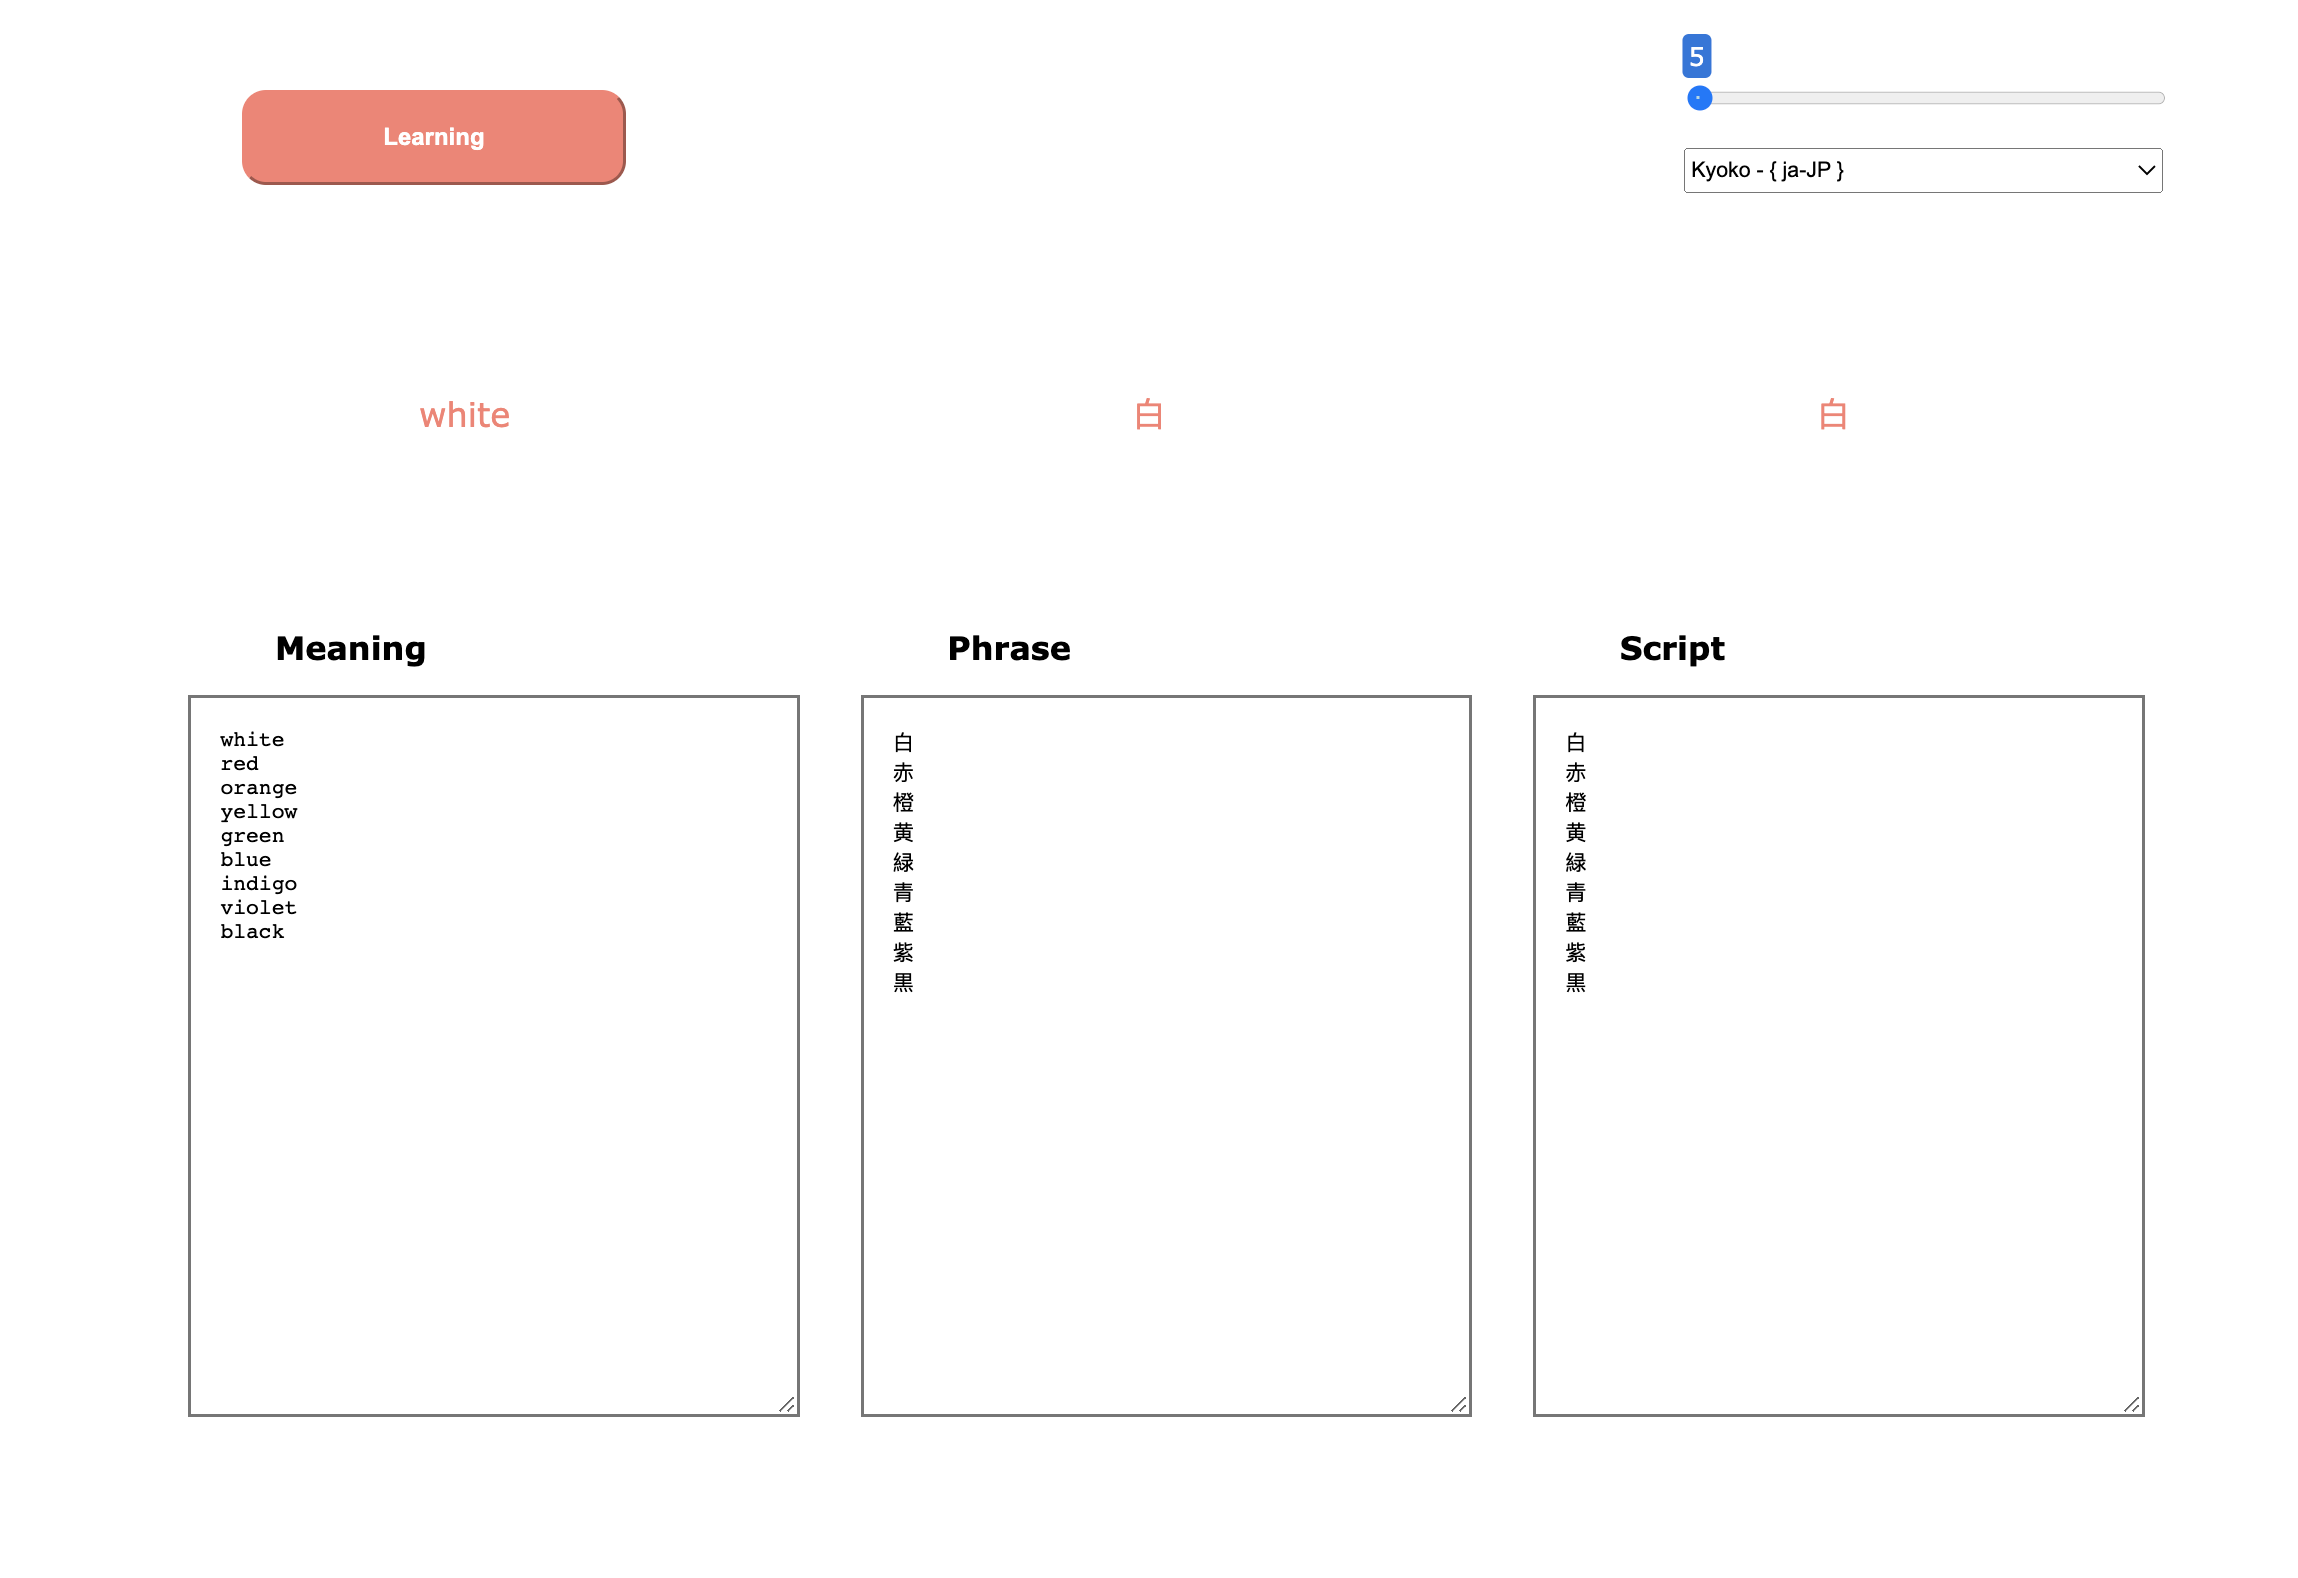 5
Learning
Kyoko - { ja-JP }
white
白
白
Meaning
white
red
orange
yellow
green
blue
indigo
violet
black
Phrase
白
赤
橙
黄
緑
青
藍
紫
黒
Script
白
赤
橙
黄
緑
青
藍
紫
黒